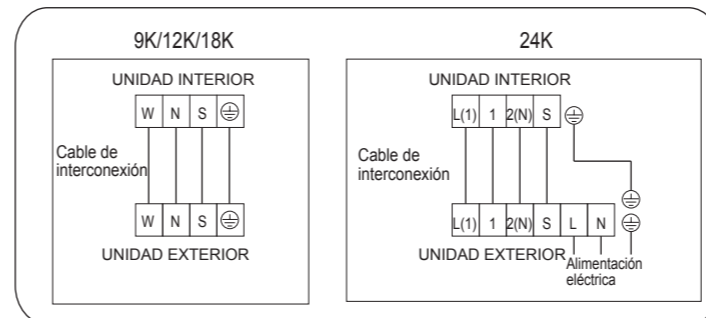 9K/12K/18K
UNIDAD INTERIOR
W N S
Cable de
interconexión
W N S
UNIDAD EXTERIOR
24K
UNIDAD INTERIOR
L(1) 1 2(N) S
Cable de
interconexión
L(1) 1 2(N) S L N
UNIDAD EXTERIOR
Alimentación
eléctrica